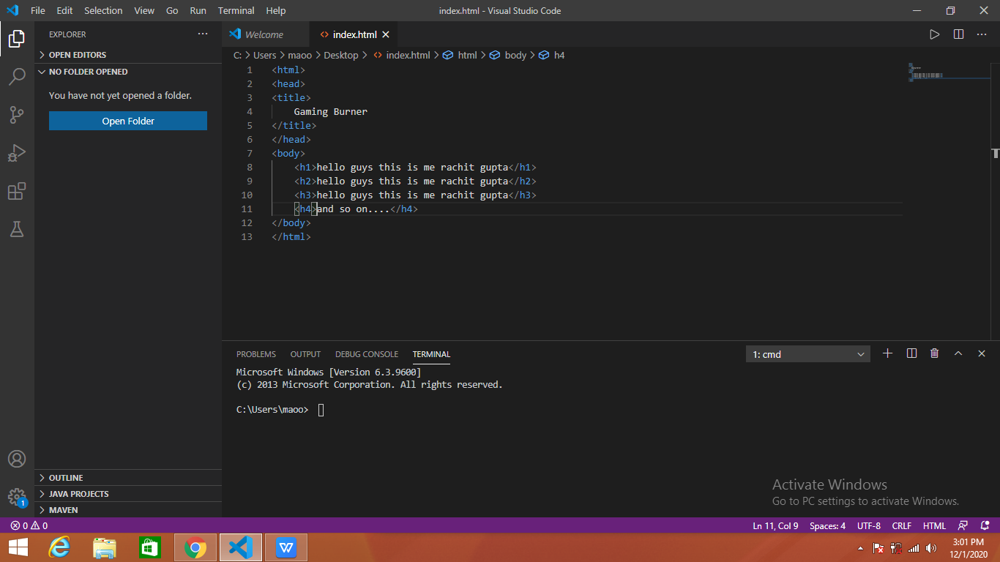 File Edit Selection View Go Run Terminal Help index.html - Visual Studio Code
EXPLORER
OPEN EDITORS
NO FOLDER OPENED
You have not yet opened a folder.
Open Folder
OUTLINE
JAVA PROJECTS
MAVEN
Welcome index.html
C: > Users > maoo > Desktop > index.html > html > body > h4
1 <html>
2 <head>
3 <title>
4 Gaming Burner
5 </title>
6 </head>
7 <body>
8 <h1>hello guys this is me rachit gupta</h1>
9 <h2>hello guys this is me rachit gupta</h2>
10 <h3>hello guys this is me rachit gupta</h3>
11 <h4>and so on....</h4>
12 </body>
13 </html>
PROBLEMS OUTPUT DEBUG CONSOLE TERMINAL 1: cmd
Microsoft Windows [Version 6.3.9600]
(c) 2013 Microsoft Corporation. All rights reserved.
C:\Users\maoo>
Activate Windows
Go to PC settings to activate Windows.
1
0 0 Ln 11, Col 9 Spaces: 4 UTF-8 CRLF HTML
W
3:01 PM
12/1/2020